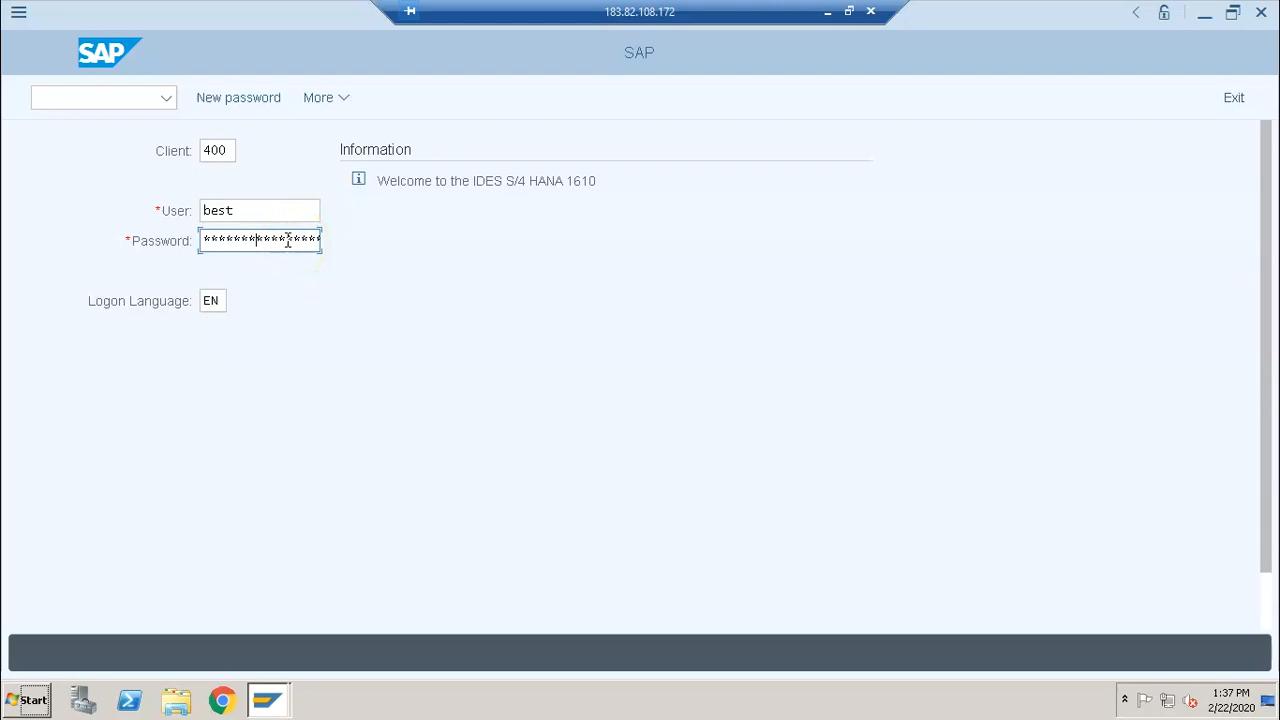 183.82.108.172
SAP
SAP
New password
More
Exit
Client:
400
Information
Welcome to the IDES S/4 HANA 1610
*User:
best
*Password:
****************
Logon Language:
EN
Start
1:37 PM
2/22/2020